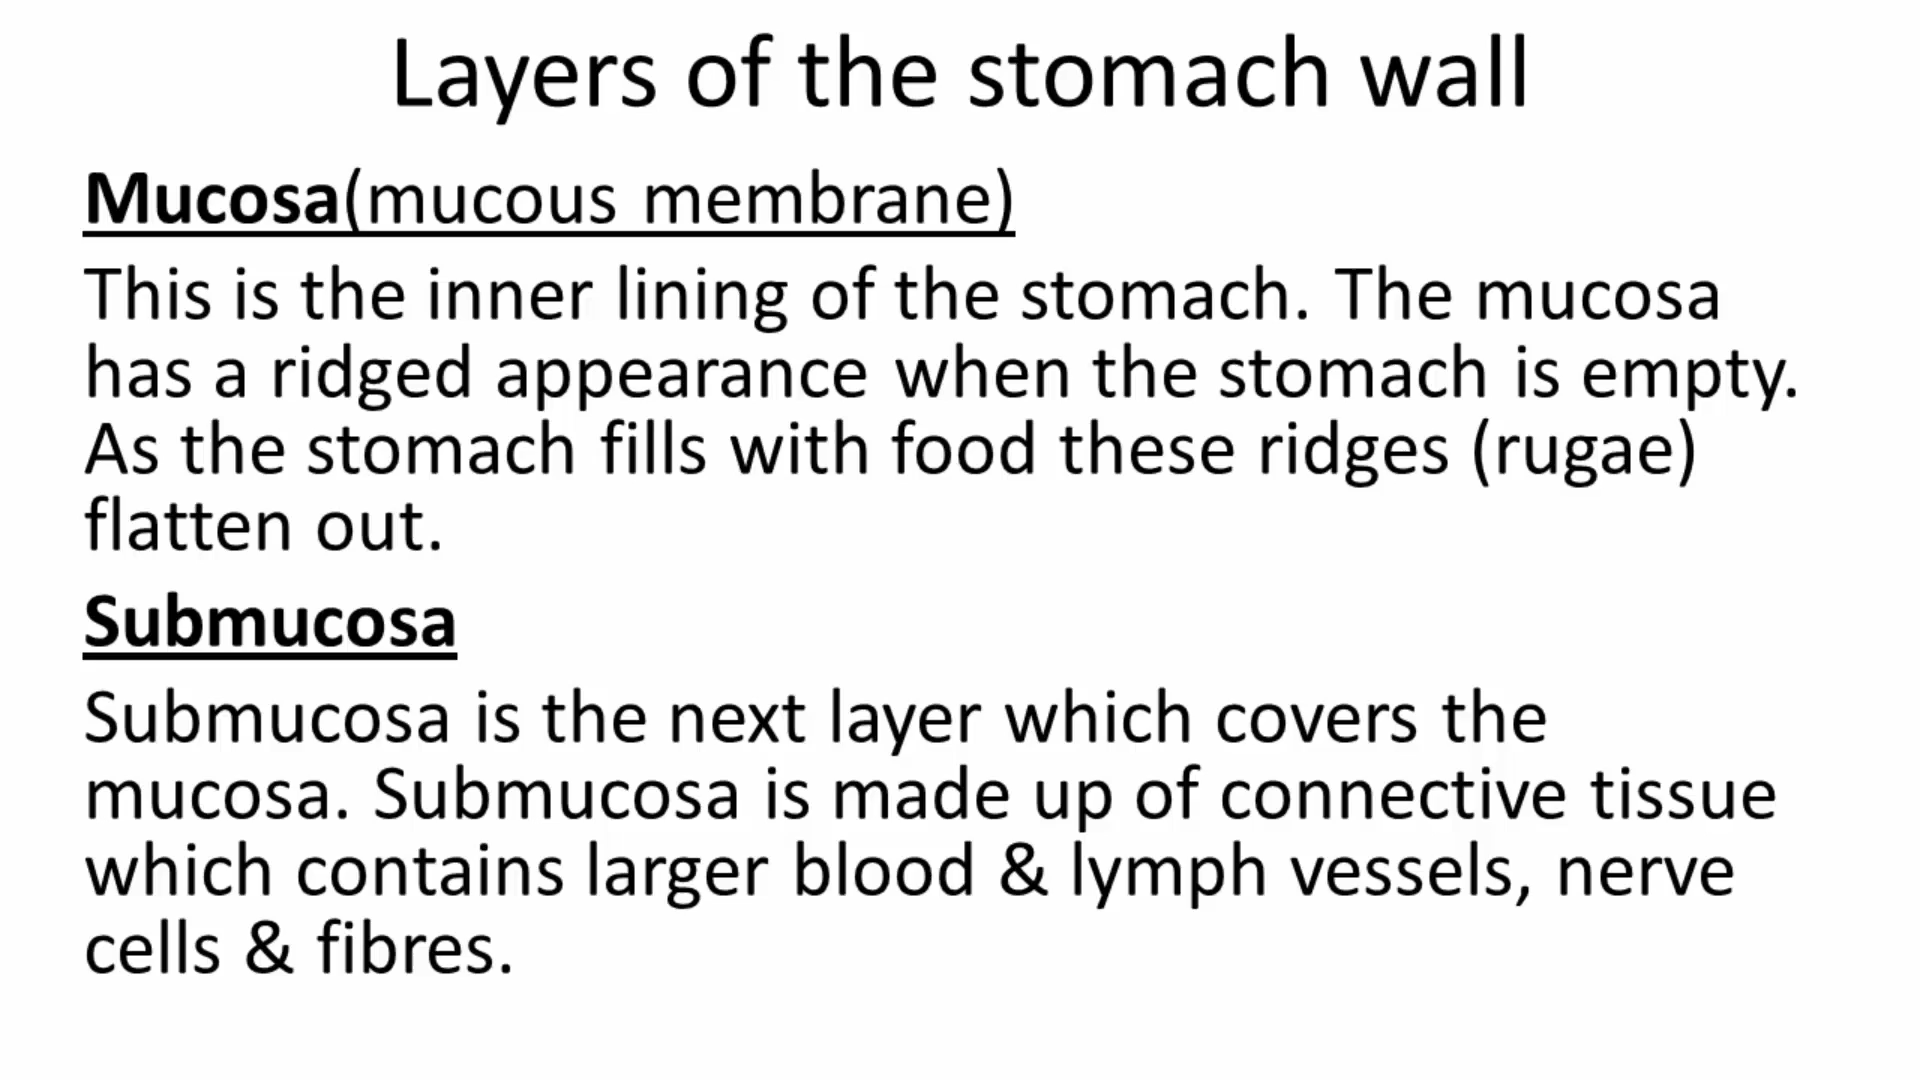 Layers of the stomach wall
Mucosa(mucous membrane)
This is the inner lining of the stomach. The mucosa
has a ridged appearance when the stomach is empty.
As the stomach fills with food these ridges (rugae)
flatten out.
Submucosa
Submucosa is the next layer which covers the
mucosa. Submucosa is made up of connective tissue
which contains larger blood & lymph vessels, nerve
cells & fibres.